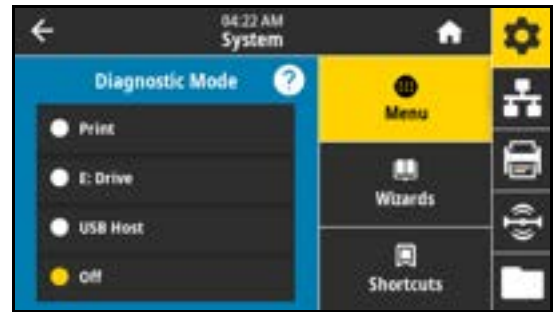 04:22 AM
System
Diagnostic Mode
?
Print
E: Drive
USB Host
Off
Menu
Wizards
Shortcuts